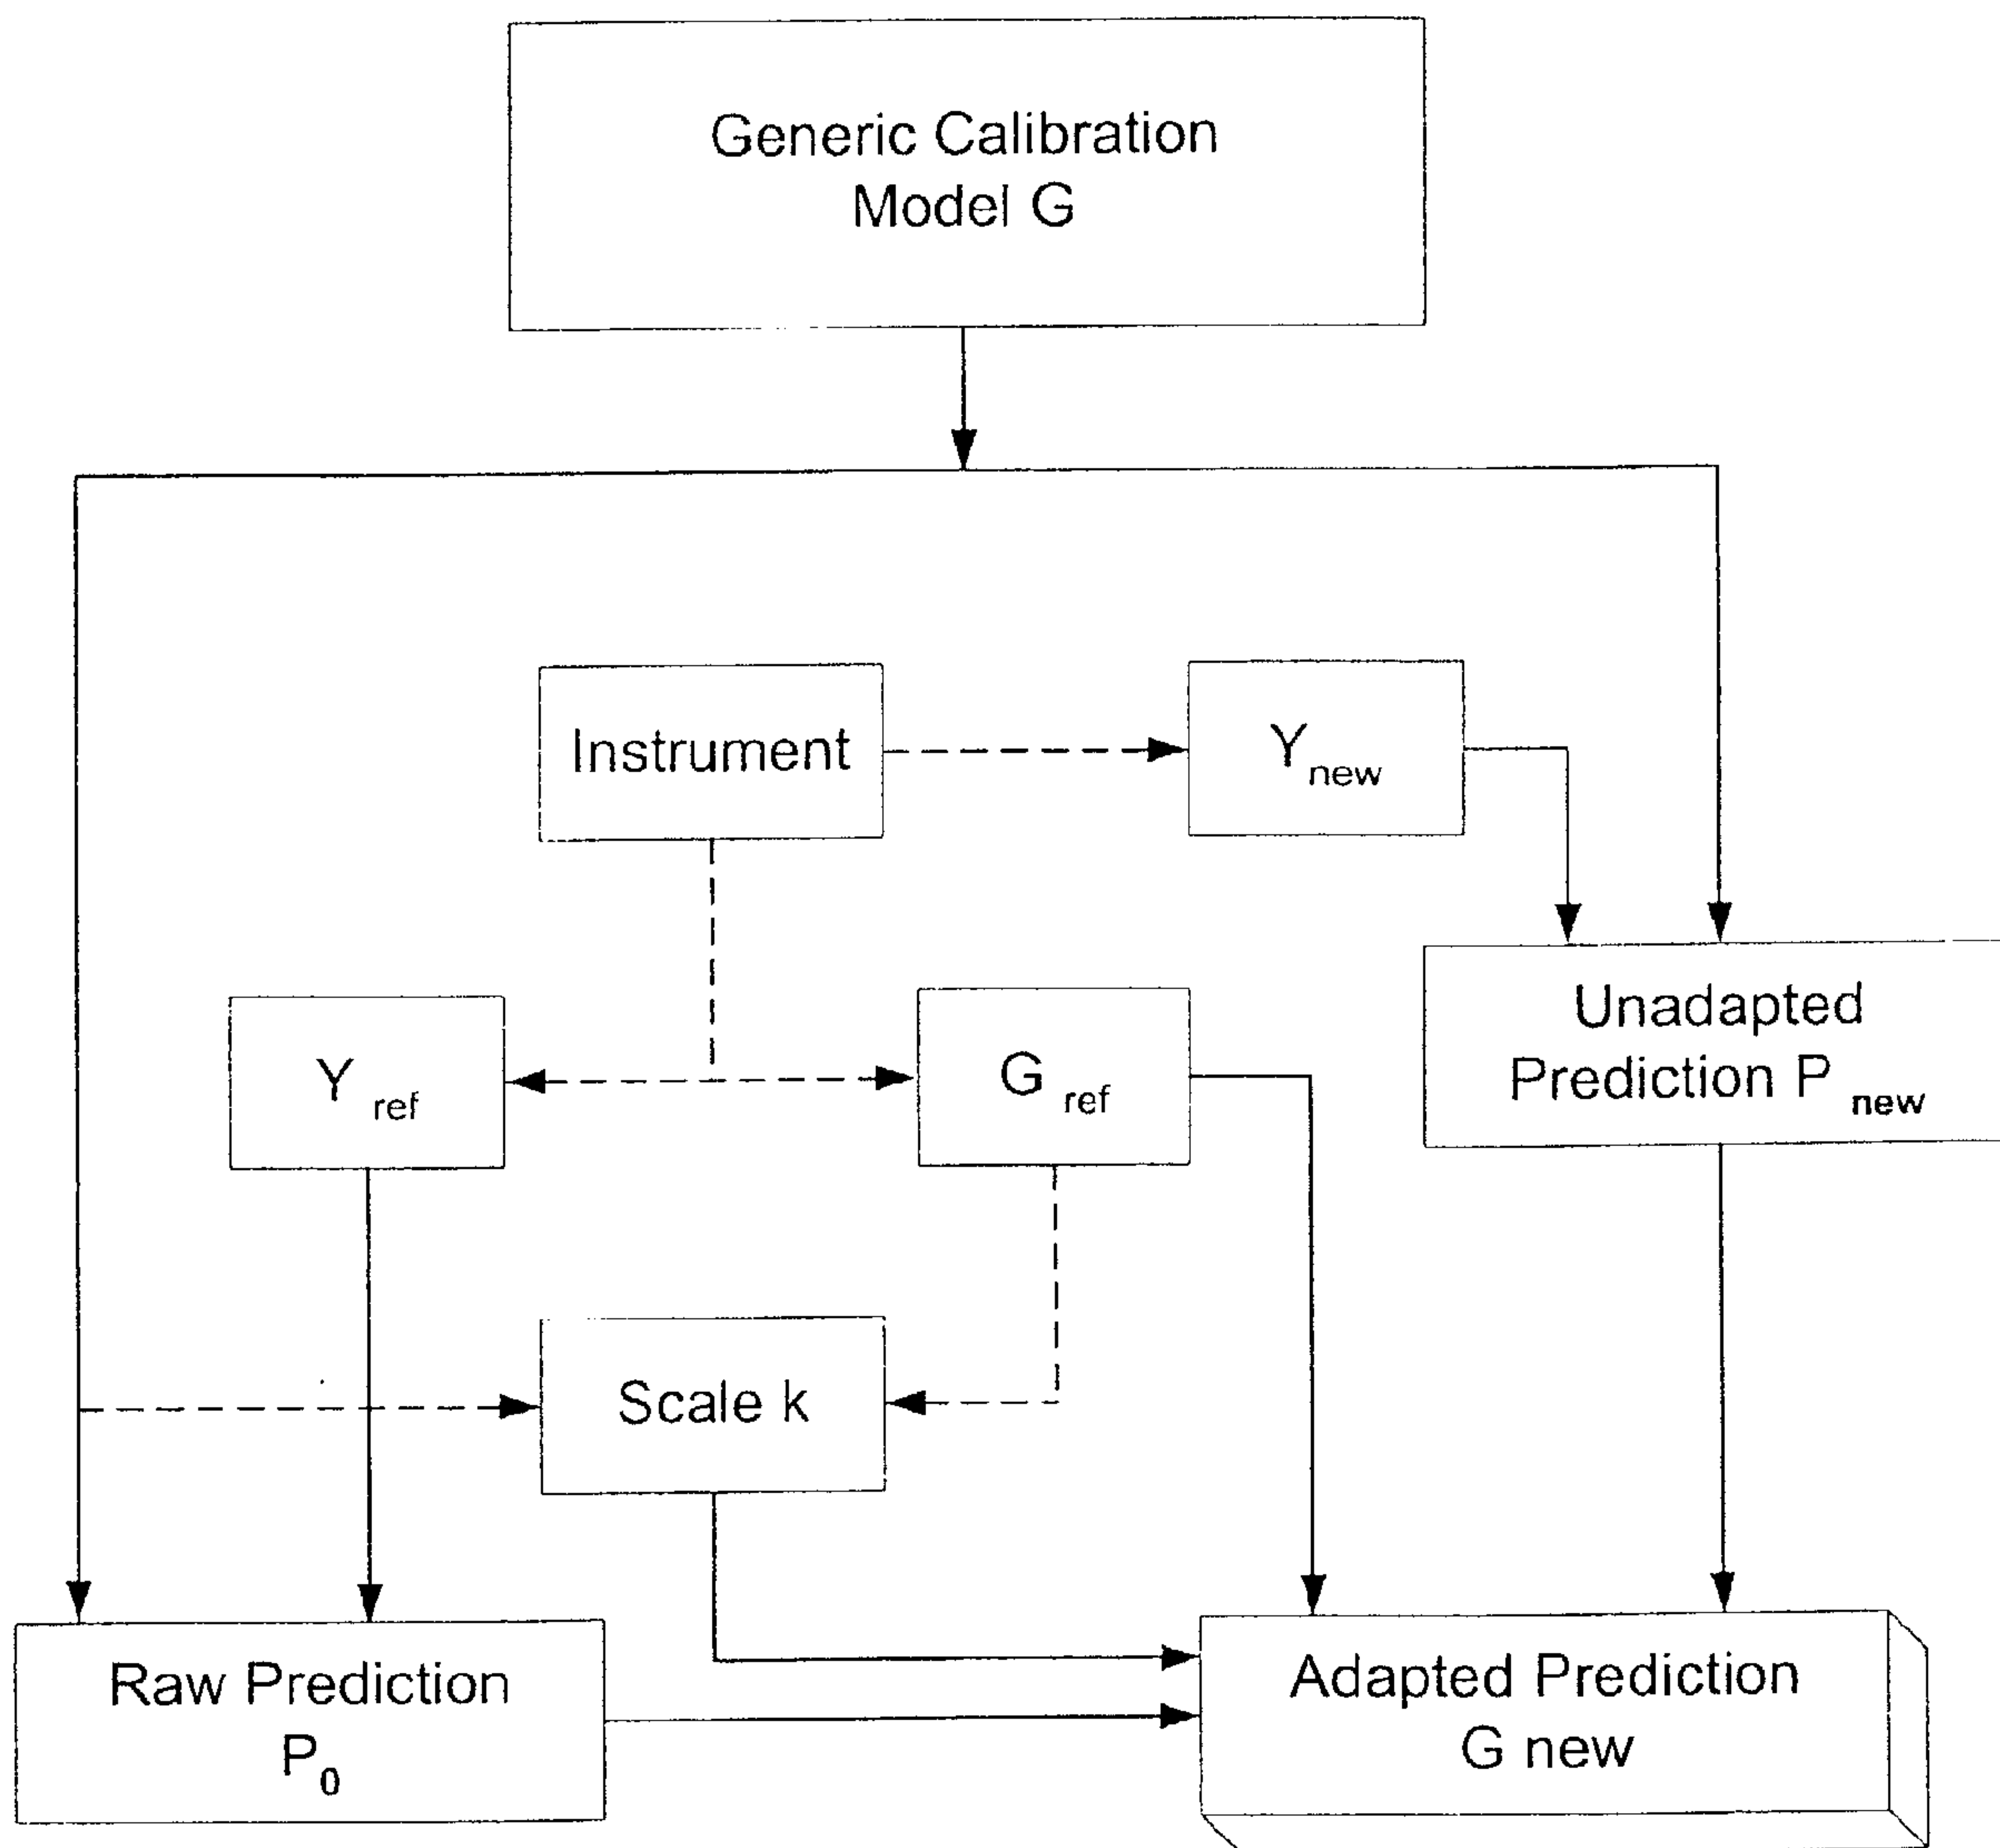 Generic Calibration
Model G
Instrument
Y new
Y ref
G ref
Unadapted
Prediction P new
Scale k
Raw Prediction
P0
Adapted Prediction
G new